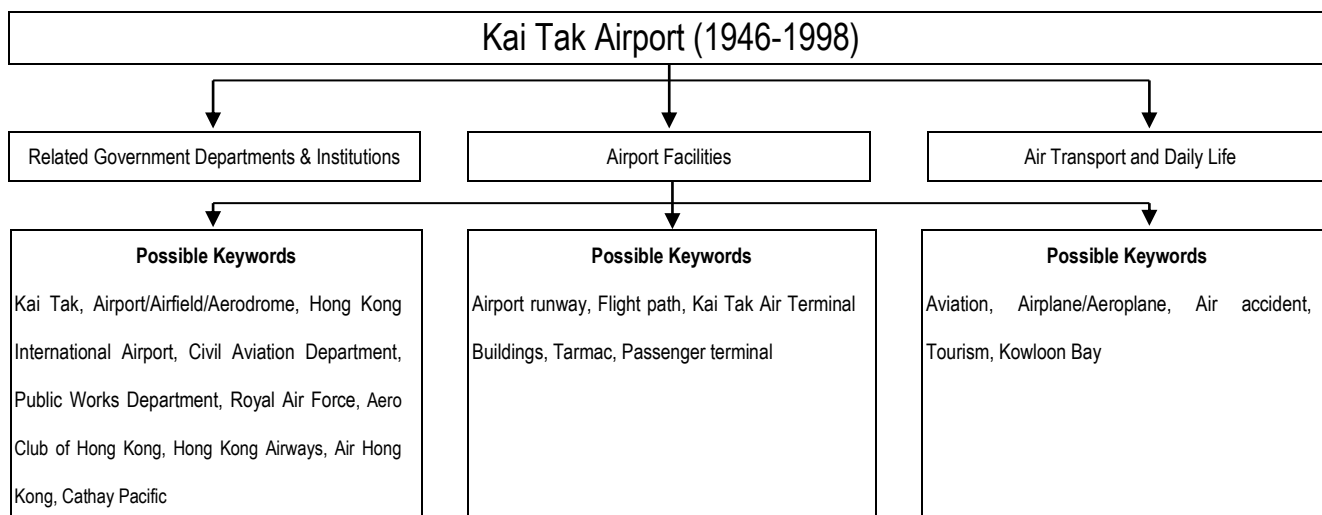 Kai Tak Airport (1946-1998)
Related Government Departments & Institutions
Airport Facilities
Air Transport and Daily Life
Possible Keywords
Kai Tak, Airport/Airfield/Aerodrome, Hong Kong
International Airport, Civil Aviation Department,
Public Works Department, Royal Air Force, Aero
Club of Hong Kong, Hong Kong Airways, Air Hong
Kong, Cathay Pacific
Possible Keywords
Airport runway, Flight path, Kai Tak Air Terminal
Buildings, Tarmac, Passenger terminal
Possible Keywords
Aviation, Airplane/Aeroplane, Air accident,
Tourism, Kowloon Bay